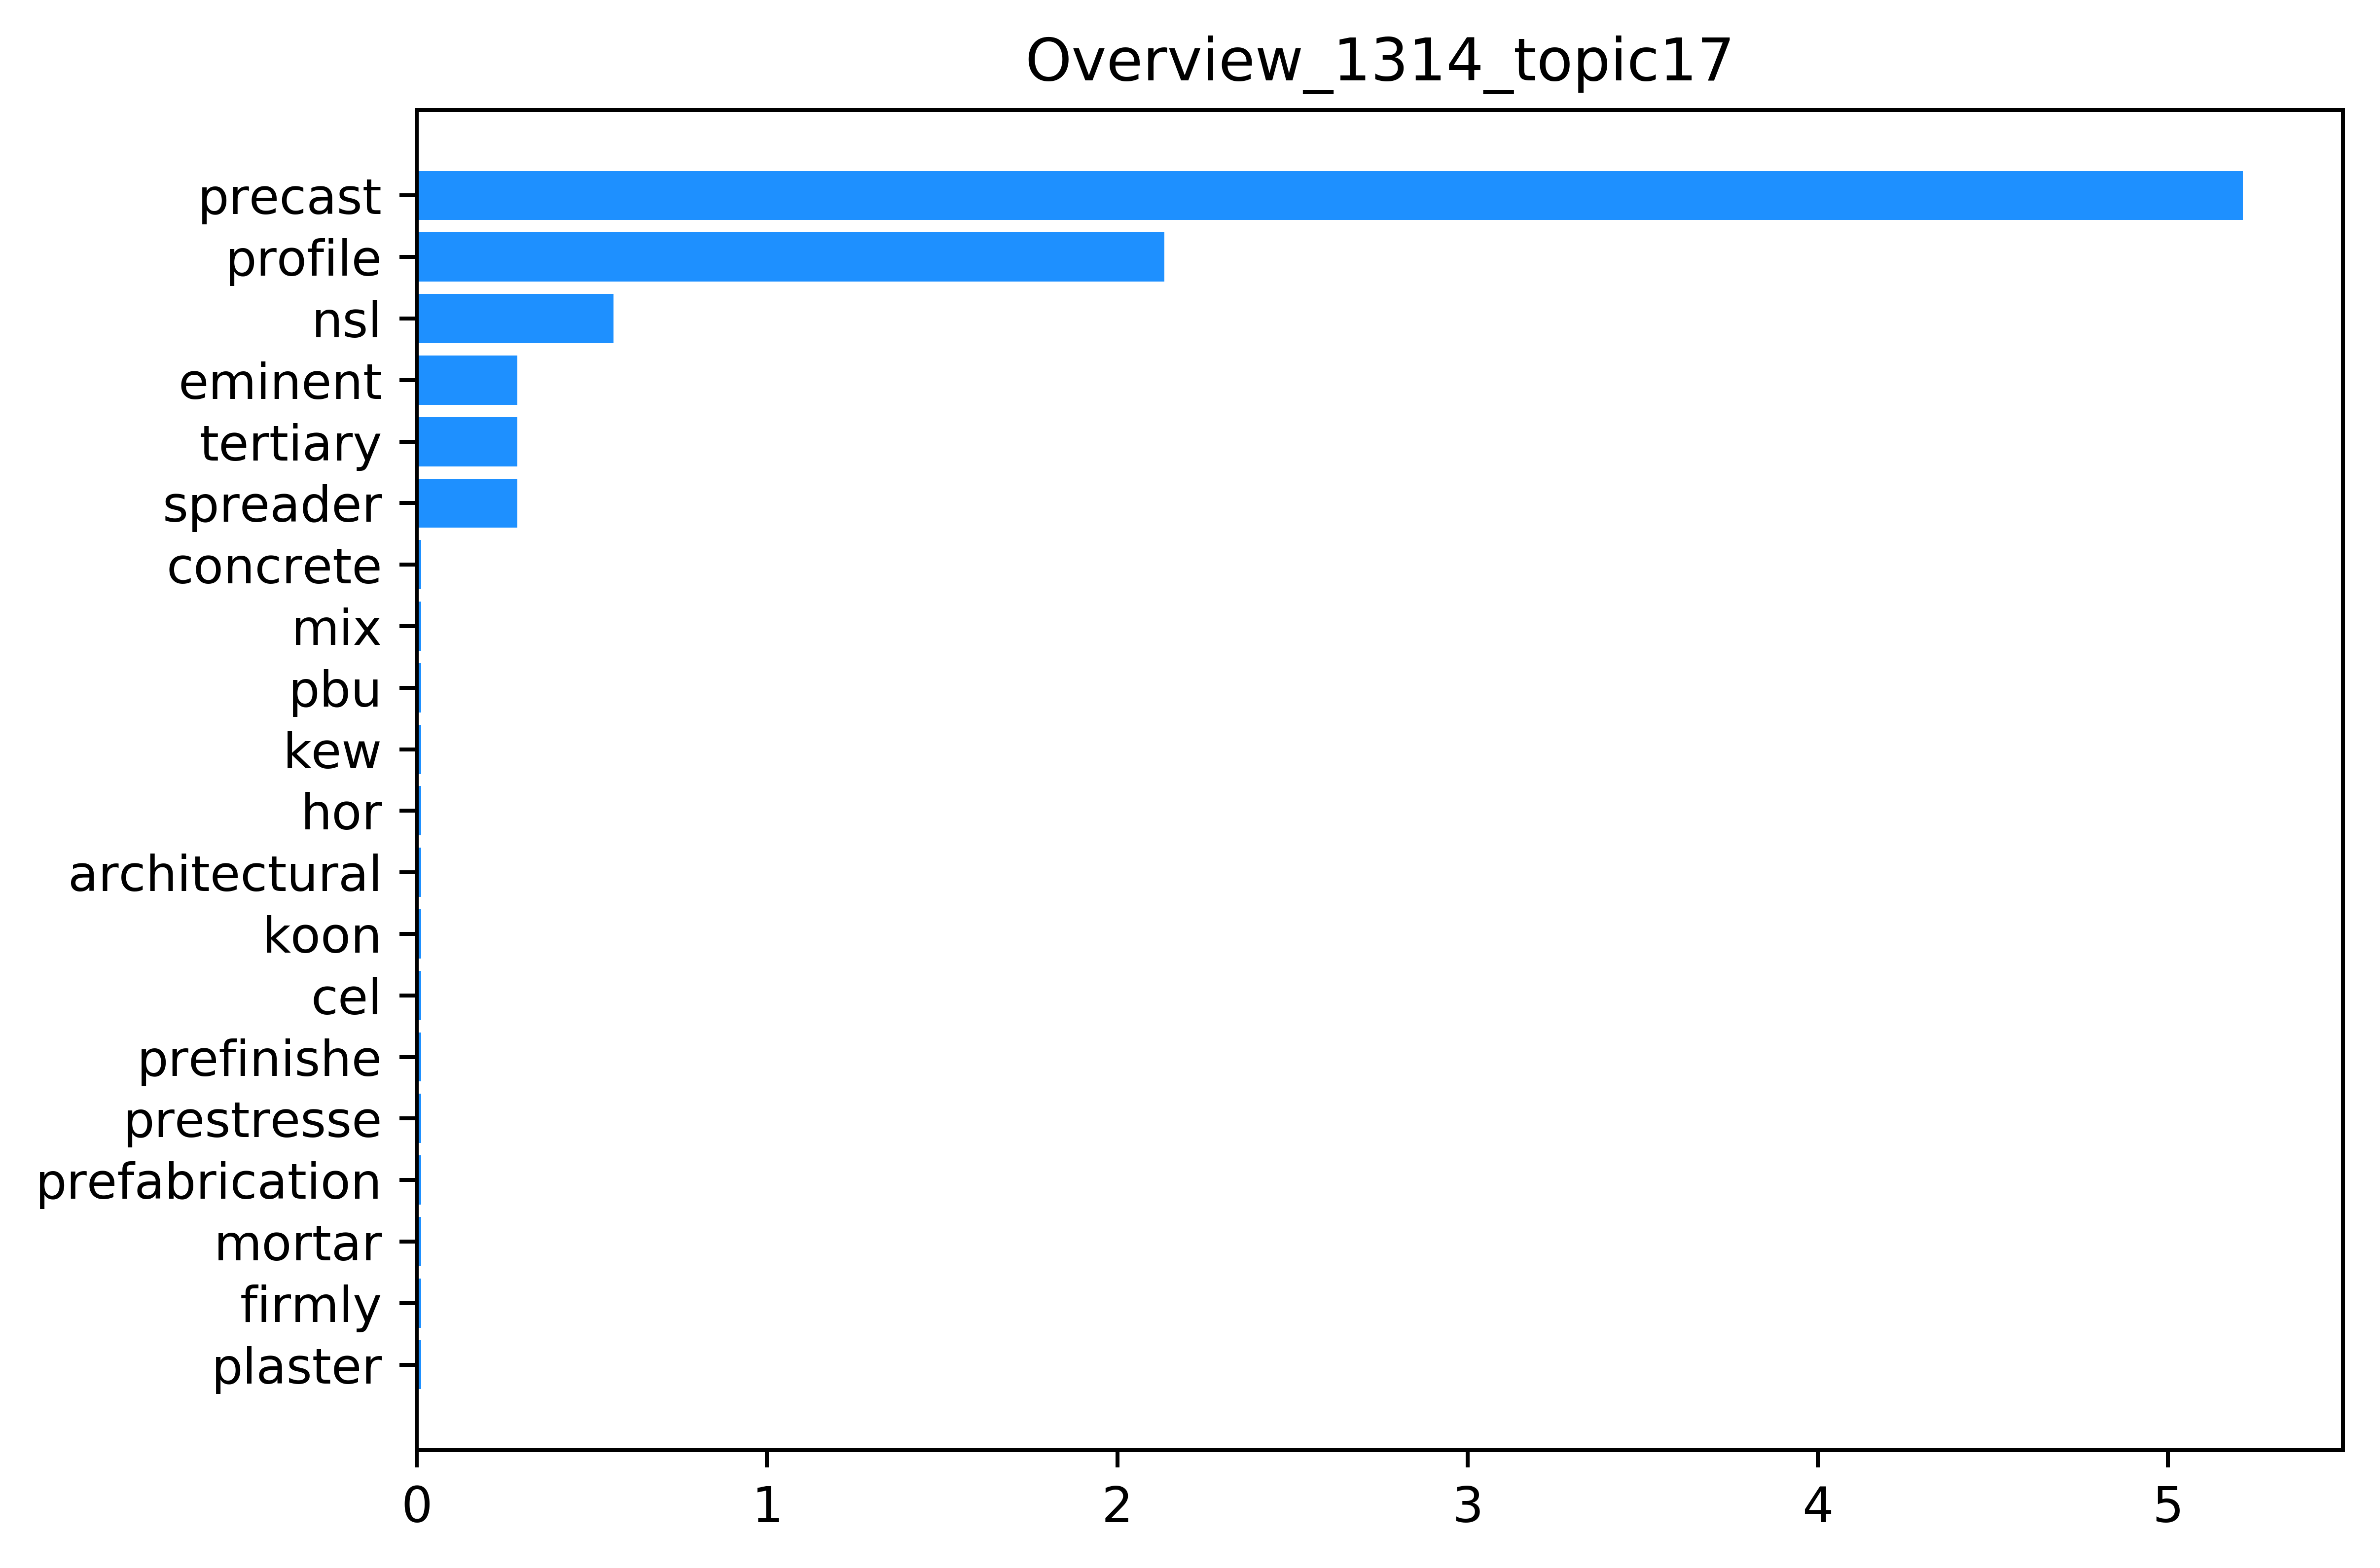 Overview_1314_topic17
precast
profile
nsl
eminent
tertiary
spreader
concrete
mix
pbu
kew
hor
architectural
koon
cel
prefinishe
prestresse
prefabrication
mortar
firmly
plaster
0 1 2 3 4 5